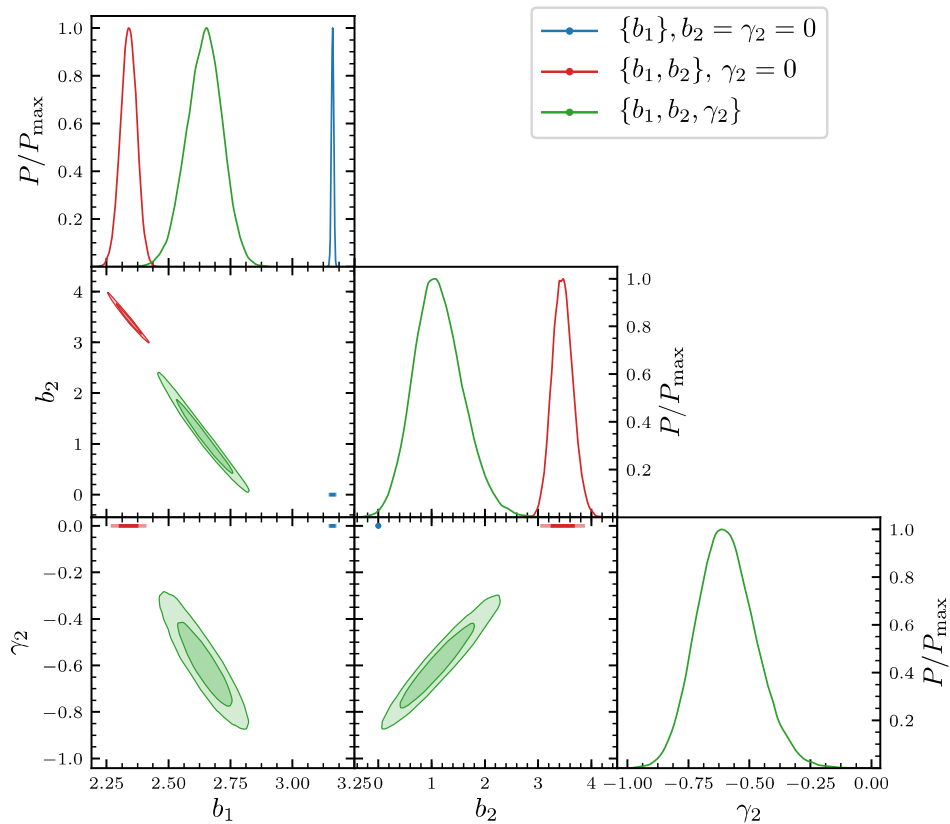 {b₁}, b₂ = γ₂ = 0
{b₁, b₂}, γ₂ = 0
{b₁, b₂, γ₂}
1.0
0.8
0.6
0.4
0.2
P/Pmax
4
3
2
1
0
b₂
1.0
0.8
0.6
0.4
0.2
P/Pmax
0.0
−0.2
−0.4
−0.6
−0.8
−1.0
γ₂
1.0
0.8
0.6
0.4
0.2
P/Pmax
2.25 2.50 2.75 3.00 3.25
b₁
0 1 2 3 4
b₂
−1.00 −0.75 −0.50 −0.25 0.00
γ₂